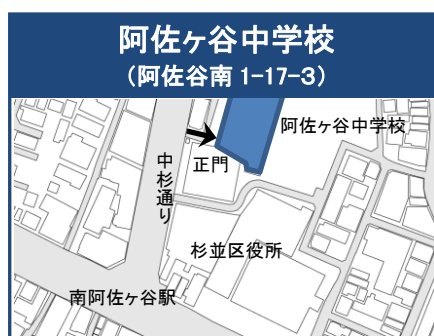 阿佐ヶ谷中学校
（阿佐谷南 1-17-3）
阿佐ヶ谷中学校
正門
中杉通り
杉並区役所
南阿佐ヶ谷駅